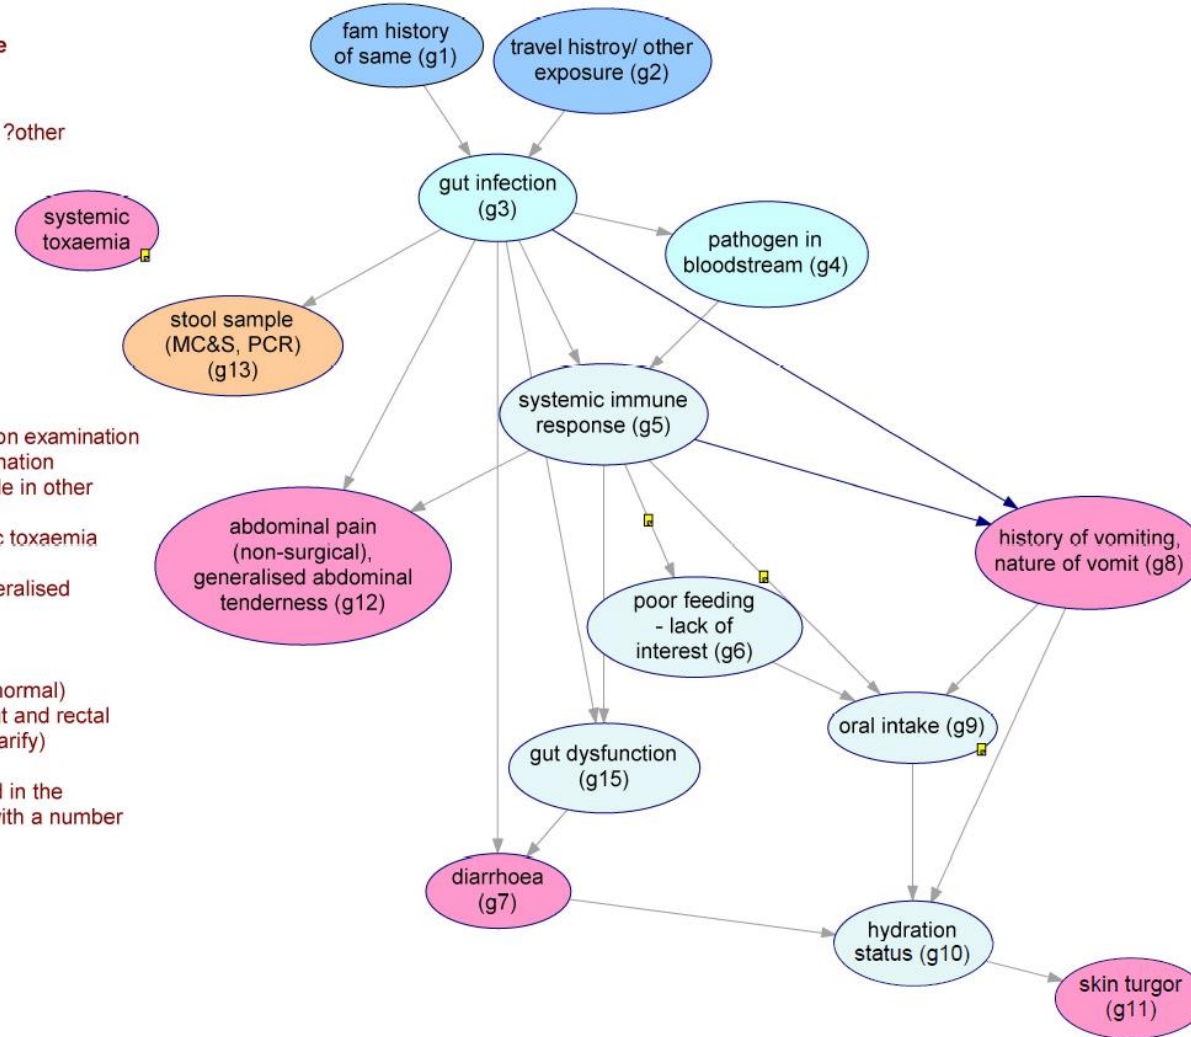 fam history
of same (g1)
travel histroy/ other
exposure (g2)
e
?other
gut infection
(g3)
systemic
toxaemia
pathogen in
bloodstream (g4)
stool sample
(MC&S, PCR)
(g13)
systemic immune
response (g5)
on examination
nation
le in other
c toxaemia
eralised
abdominal pain
(non-surgical),
generalised abdominal
tenderness (g12)
history of vomiting,
nature of vomit (g8)
poor feeding
- lack of
interest (g6)
normal)
t and rectal
arify)
oral intake (g9)
gut dysfunction
(g15)
d in the
with a number
diarrhoea
(g7)
hydration
status (g10)
skin turgor
(g11)